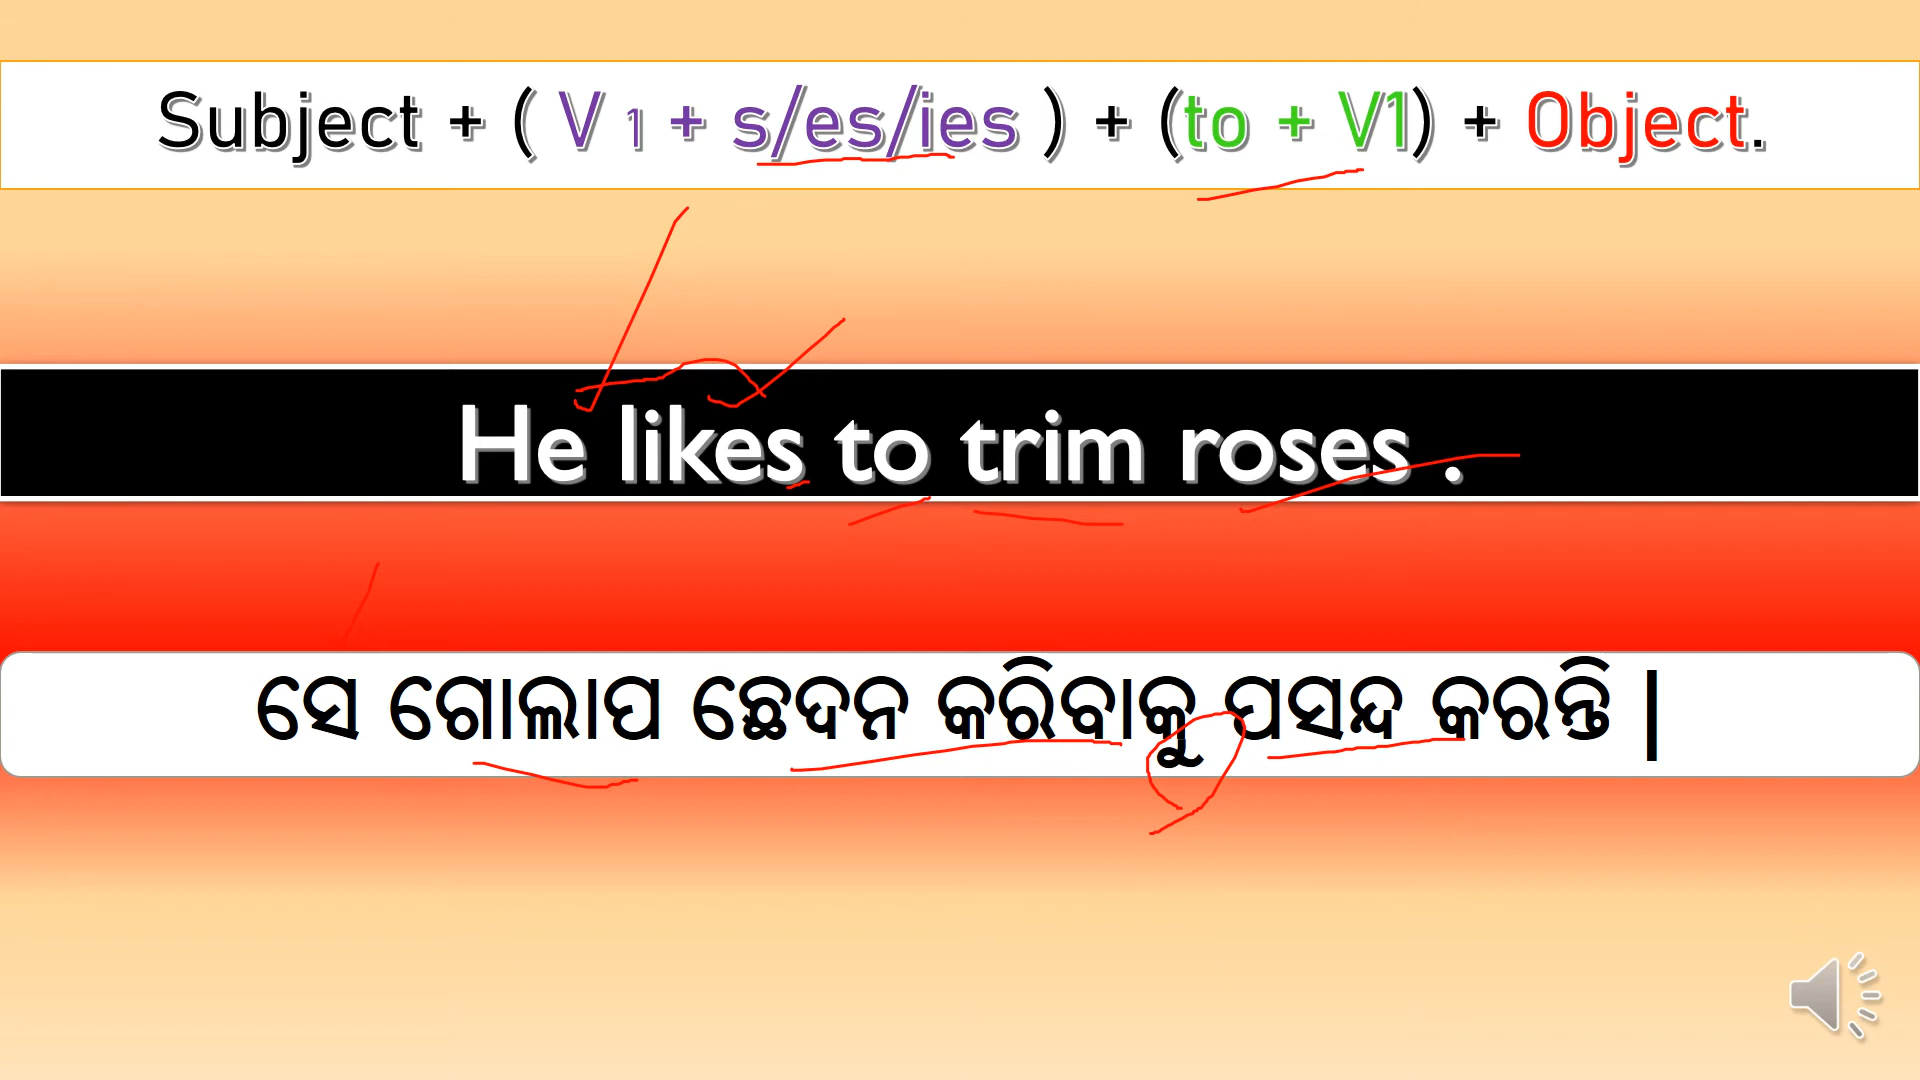 Subject + ( V 1 + s/es/ies ) + (to + V1) + Object.
He likes to trim roses .
ସେ ଗୋଲାପ ଛେଦନ କରିବାକୁ ପସନ୍ଦ କରନ୍ତି |